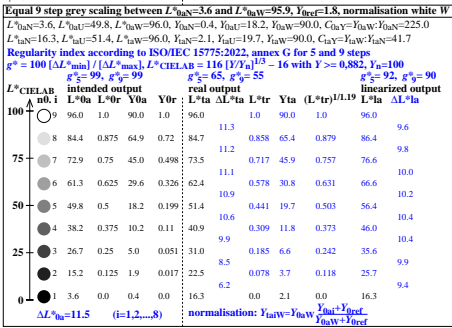 Equal 9 step grey scaling between L*0aN=3.6 and L*0aW=95.9, Y0ref=1.8, normalisation white W
L*0aN=3.6, L*0aU=49.8, L*0aW=96.0, Y0aN=0.4, Y0aU=18.2, Y0aW=90.0, C0aY=Y0aW:Y0aN=225.0
L*taN=16.3, L*taU=51.4, L*taW=96.0, YtaN=2.1, YtaU=19.7, YtaW=90.0, CtaY=YtaW:YtaN=41.7
Regularity index according to ISO/IEC 15775:2022, annex G for 5 and 9 steps
g* = 100 [ΔL*min] / [ΔL*max], L*CIELAB = 116 [Y/Yn]^1/3 - 16 with Y >= 0,882, Yn=100
g*5= 99, g*9= 99 g*5= 65, g*9= 55 g*5= 92, g*9= 90
L*CIELAB intended output real output linearized output
n0. i L*0a L*0r Y0a Y0r L*ta ΔL*ta L*tr Yta (L*tr)^1/1.19 L*la ΔL*la
9 96.0 1.0 90.0 1.0 96.0 1.0 90.0 1.0 96.0
100
11.3 9.6
8 84.4 0.875 64.9 0.72 84.7 0.858 65.4 0.879 86.4
11.2 9.8
75 7 72.9 0.75 45.0 0.498 73.5 0.717 45.9 0.757 76.6
11.1 10.0
6 61.3 0.625 29.6 0.326 62.4 0.578 30.8 0.631 66.6
10.9 10.2
50 5 49.8 0.5 18.2 0.199 51.4 0.441 19.7 0.503 56.4
10.6 10.4
4 38.2 0.375 10.2 0.11 40.9 0.309 11.8 0.373 46.0
9.9 10.4
25 3 26.7 0.25 5.0 0.051 31.0 0.185 6.6 0.242 35.6
8.5 9.9
2 15.2 0.125 1.9 0.017 22.5 0.078 3.7 0.118 25.7
6.2 9.4
0 1 3.6 0.0 0.4 0.0 16.3 0.0 2.1 0.0 16.3
ΔL*0a=11.5 (i=1,2,...,8) normalisation: YtaiW=Y0aW (Y0ai+Y0ref)/(Y0aW+Y0ref)